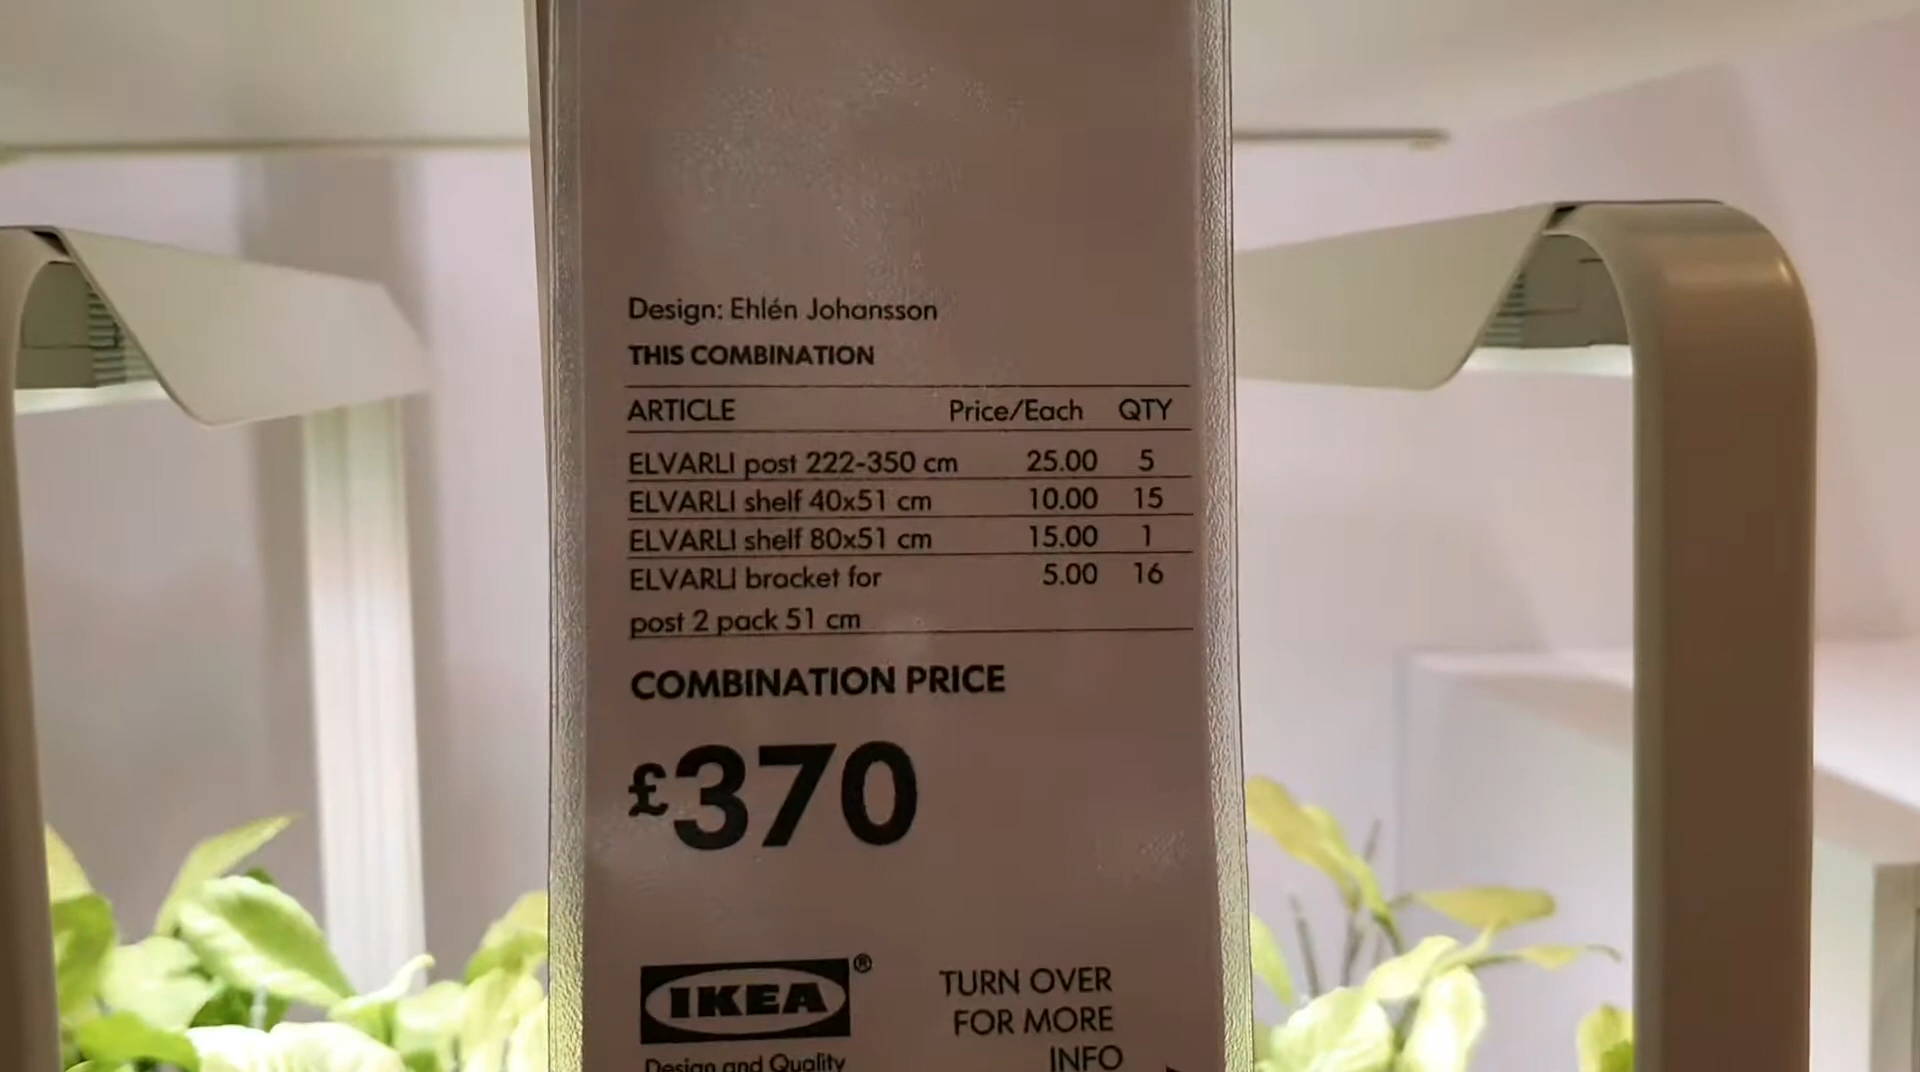 Design: Ehlén Johansson
THIS COMBINATION
ARTICLE Price/Each QTY
ELVARLI post 222-350 cm 25.00 5
ELVARLI shelf 40x51 cm 10.00 15
ELVARLI shelf 80x51 cm 15.00 1
ELVARLI bracket for 5.00 16
post 2 pack 51 cm
COMBINATION PRICE
£370
IKEA®
Design and Quality
TURN OVER
FOR MORE
INFO